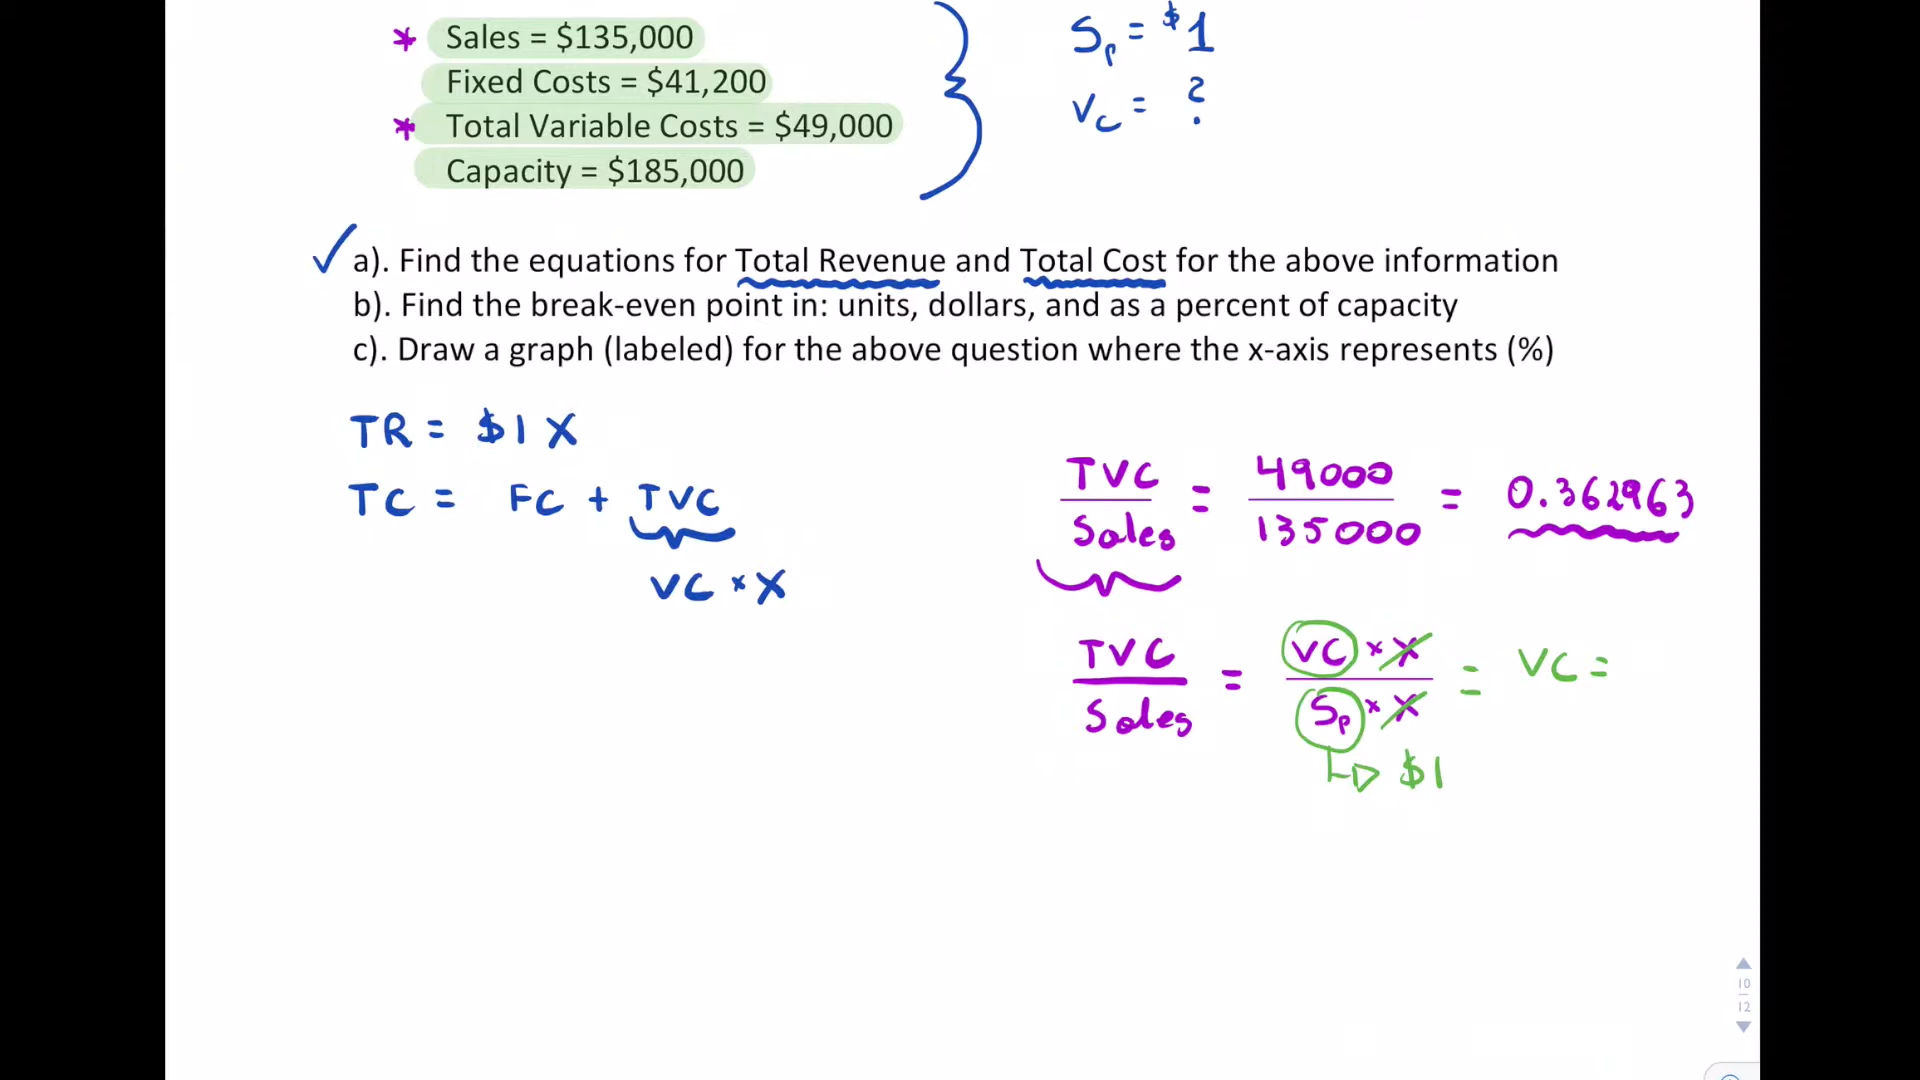 * Sales = $135,000
Fixed Costs = $41,200
* Total Variable Costs = $49,000
Capacity = $185,000
Sp = $1
VC = ?
✓ a). Find the equations for Total Revenue and Total Cost for the above information
b). Find the break-even point in: units, dollars, and as a percent of capacity
c). Draw a graph (labeled) for the above question where the x-axis represents (%)
TR = $1 X
TC = FC + TVC
VC × X
TVC / Sales = 49000 / 135000 = 0.362963
TVC / Sales = VC × X / Sp × X = VC =
$1
10
12